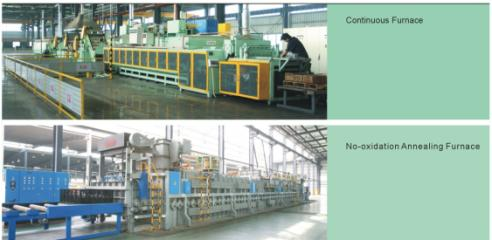 Continuous Furnace
No-oxidation Annealing Furnace